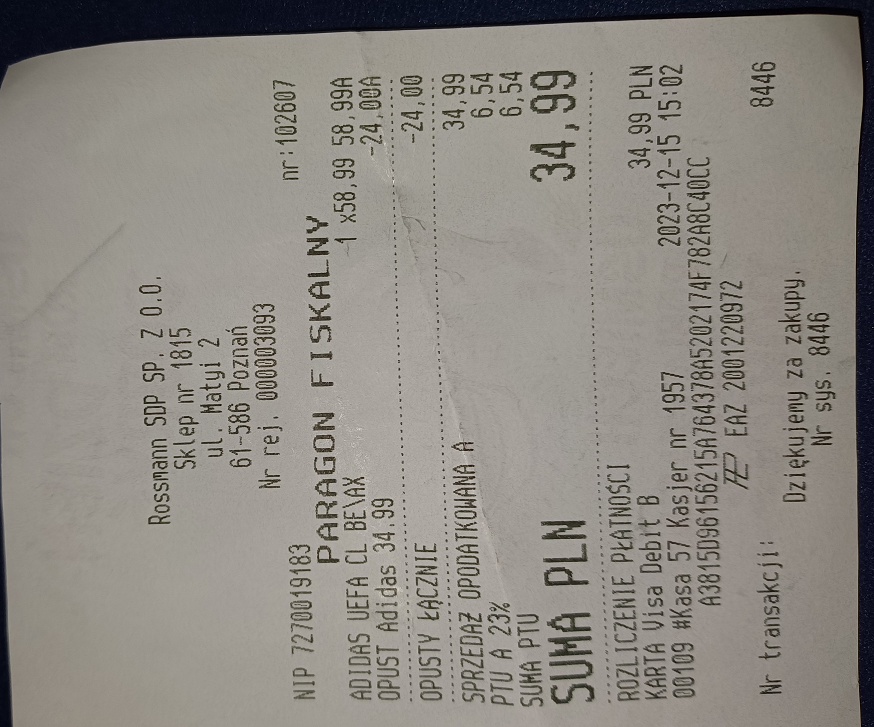 Rossmann SDP SP. Z O.O.
Sklep nr 1815
ul. Matyi 2
61-586 Poznań
Nr rej. 000003093
NIP 7270019183 nr:102607
PARAGON FISKALNY
ADIDAS UEFA CL BE\AX 1 x58,99 58,99A
OPUST Adidas 34.99 -24,00A
OPUSTY ŁĄCZNIE -24,00
SPRZEDAŻ OPODATKOWANA A 34,99
PTU A 23% 6,54
SUMA PTU 6,54
SUMA PLN 34,99
ROZLICZENIE PŁATNOŚCI
KARTA Visa Debit B 34,99 PLN
00109 #Kasa 57 Kasjer nr 1957 2023-12-15 15:02
A3815D96156215A764378A5202174F782A8C40CC
EAZ 2001220972
Nr transakcji: 8446
Dziękujemy za zakupy.
Nr sys. 8446